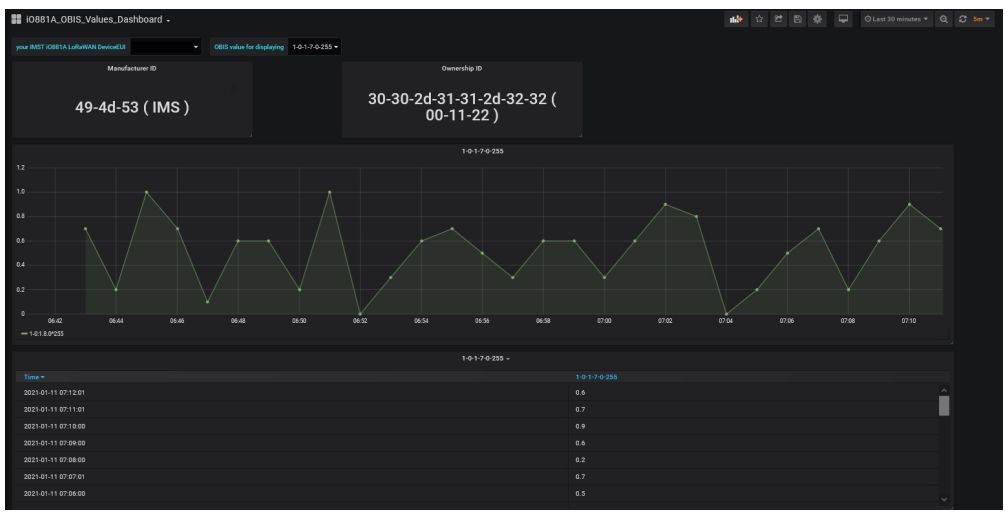 iO881A_OBIS_Values_Dashboard
Last 30 minutes
5m
your IMST iO881A LoRaWAN DeviceEUI
OBIS value for displaying 1-0-1-7-0-255
Manufacturer ID
49-4d-53 ( IMS )
Ownership ID
30-30-2d-31-31-2d-32-32 (
00-11-22 )
1-0-1-7-0-255
1.2
1.0
0.8
0.6
0.4
0.2
0
06:42 06:44 06:46 06:48 06:50 06:52 06:54 06:56 06:58 07:00 07:02 07:04 07:06 07:08 07:10
1-0:1.8.0*255
1-0-1-7-0-255
Time 1-0-1-7-0-255
2021-01-11 07:12:01 0.6
2021-01-11 07:11:01 0.7
2021-01-11 07:10:00 0.9
2021-01-11 07:09:00 0.6
2021-01-11 07:08:00 0.2
2021-01-11 07:07:01 0.7
2021-01-11 07:06:00 0.5